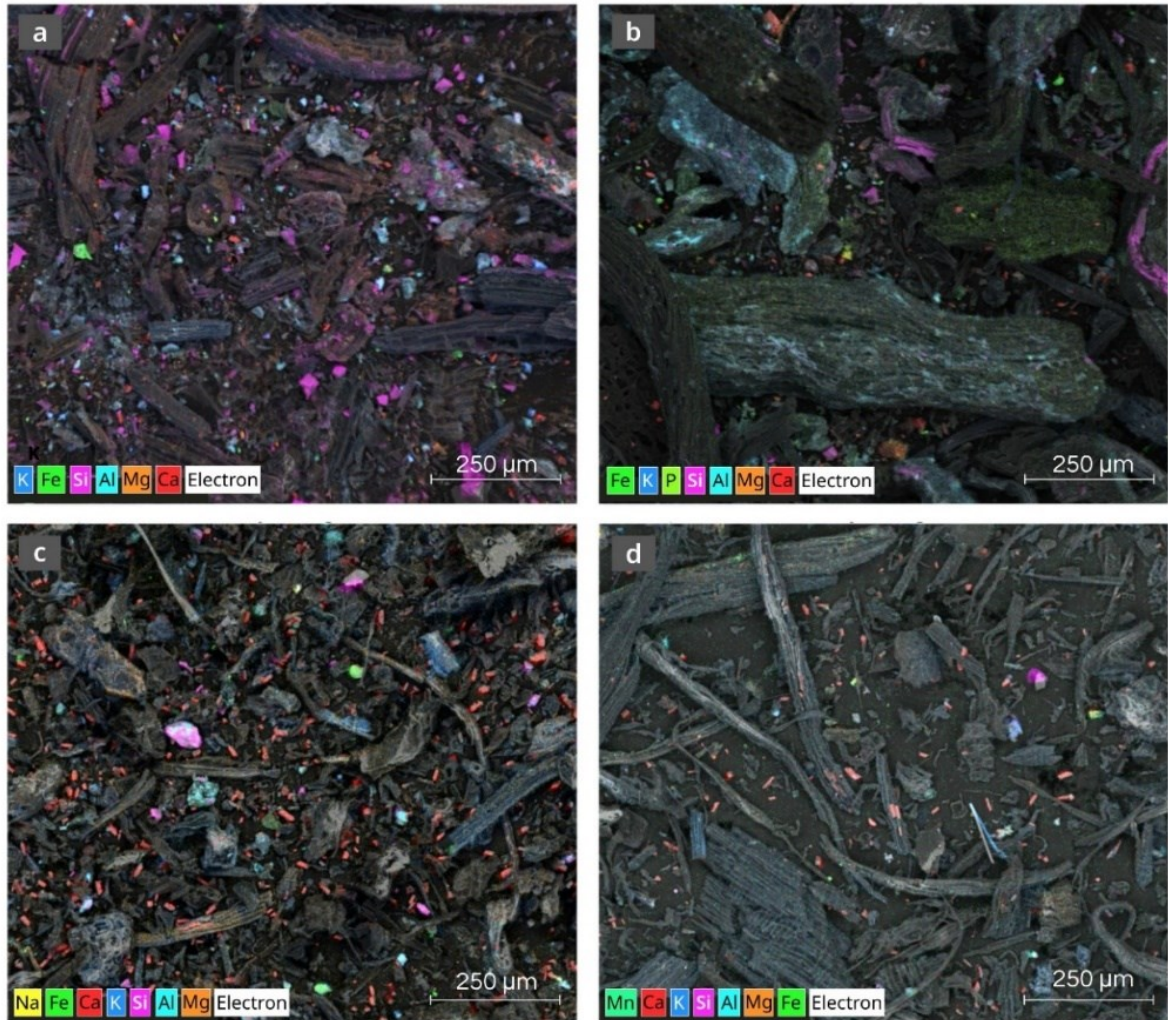 a
250 µm
K Fe Si Al Mg Ca Electron
b
250 µm
Fe K P Si Al Mg Ca Electron
c
250 µm
Na Fe Ca K Si Al Mg Electron
d
250 µm
Mn Ca K Si Al Mg Fe Electron